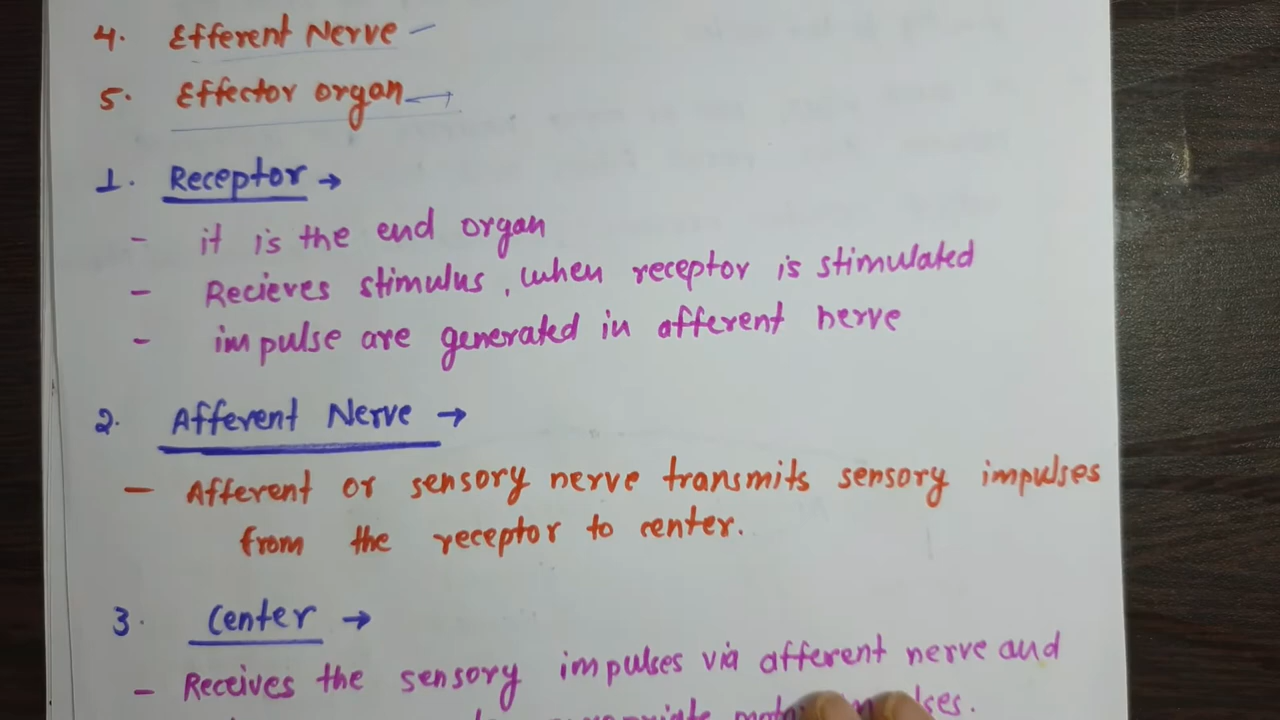 4. Efferent Nerve -
5. Effector organ →
1. Receptor →
- it is the end organ
- Recieves stimulus, when receptor is stimulated
- impulse are generated in afferent nerve
2. Afferent Nerve →
- Afferent or sensory nerve transmits sensory impulses
from the receptor to center.
3. Center →
- Receives the sensory impulses via afferent nerve and